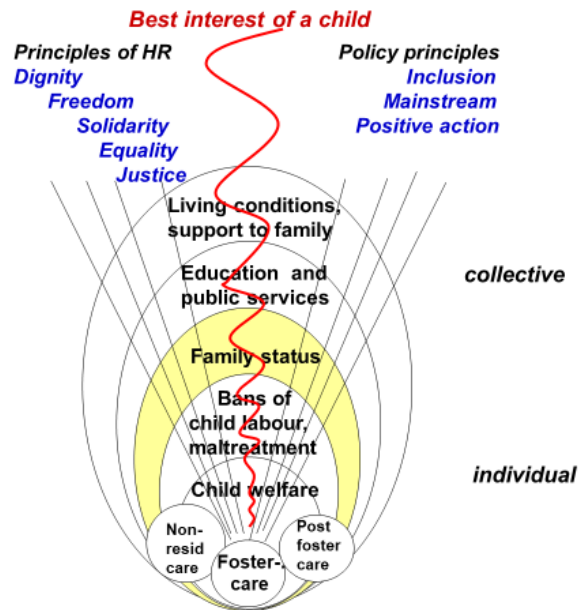 Best interest of a child
Principles of HR
Dignity
Freedom
Solidarity
Equality
Justice
Policy principles
Inclusion
Mainstream
Positive action
Living conditions,
support to family
Education and
public services
collective
Family status
Bans of
child labour,
maltreatment
individual
Child welfare
Non-
resid
care
Foster-,
care
Post
foster
care